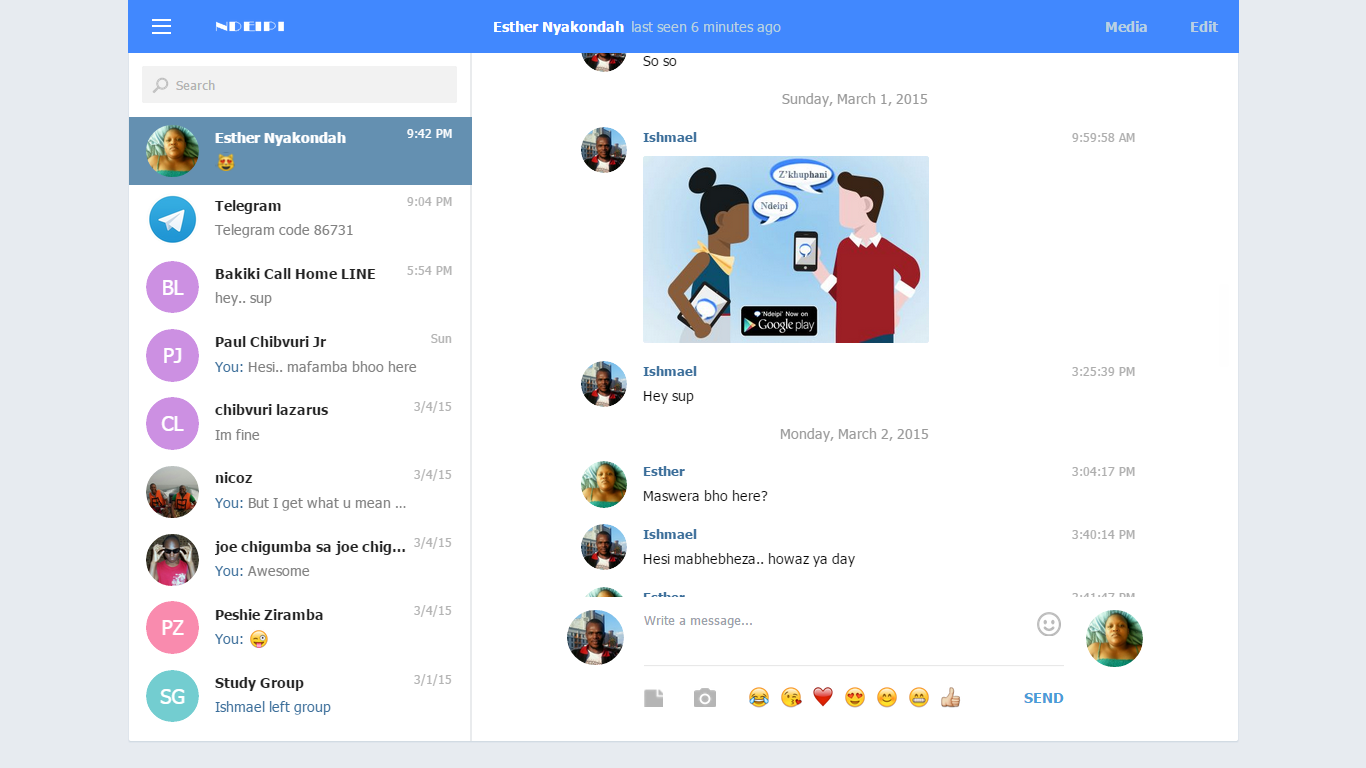 NDEIPI
Esther Nyakondah last seen 6 minutes ago
Media
Edit
Search
Esther Nyakondah 9:42 PM
Telegram 9:04 PM
Telegram code 86731
BL
Bakiki Call Home LINE 5:54 PM
hey.. sup
PJ
Paul Chibvuri Jr Sun
You: Hesi.. mafamba bhoo here
CL
chibvuri lazarus 3/4/15
Im fine
nicoz 3/4/15
You: But I get what u mean ...
joe chigumba sa joe chig... 3/4/15
You: Awesome
PZ
Peshie Ziramba 3/4/15
You: 😜
SG
Study Group 3/1/15
Ishmael left group
So so
Sunday, March 1, 2015
Ishmael 9:59:58 AM
Z'khuphani
Ndeipi
'Ndeipi' Now on
Google play
Ishmael 3:25:39 PM
Hey sup
Monday, March 2, 2015
Esther 3:04:17 PM
Maswera bho here?
Ishmael 3:40:14 PM
Hesi mabhebheza.. howaz ya day
Esther 3:41:47 PM
Write a message...
SEND